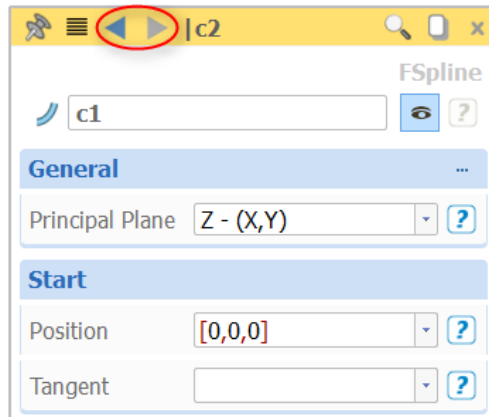 |c2
FSpline
c1
?
General
...
Principal Plane Z - (X,Y) ?
Start
Position [0,0,0] ?
Tangent ?